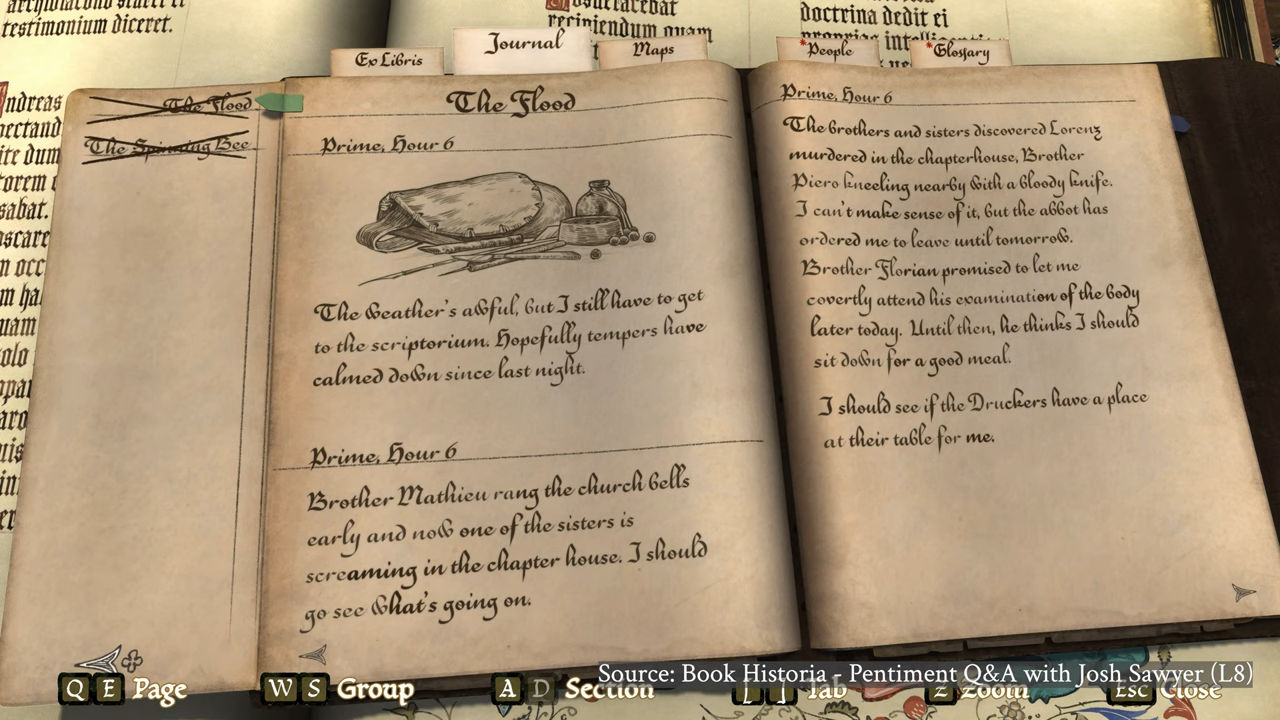 testimonium diceret.
recipiendum quam
doctrina dedit ei
Ex Libris
Journal
Maps
*People
*Glossary
The Flood
The Spinning Bee
The Flood
Prime, Hour 6
The weather's awful, but I still have to get
to the scriptorium. Hopefully tempers have
calmed down since last night.
Prime, Hour 6
Brother Mathieu rang the church bells
early and now one of the sisters is
screaming in the chapter house. I should
go see what's going on.
Prime, Hour 6
The brothers and sisters discovered Lorenz
murdered in the chapterhouse, Brother
Piero kneeling nearby with a bloody knife.
I can't make sense of it, but the abbot has
ordered me to leave until tomorrow.
Brother Florian promised to let me
covertly attend his examination of the body
later today. Until then, he thinks I should
sit down for a good meal.
I should see if the Druckers have a place
at their table for me.
Source: Book Historia - Pentiment Q&A with Josh Sawyer (L8)
Q E Page
W S Group
A D Section
[ ] Tab
Z Zoom
Esc Close